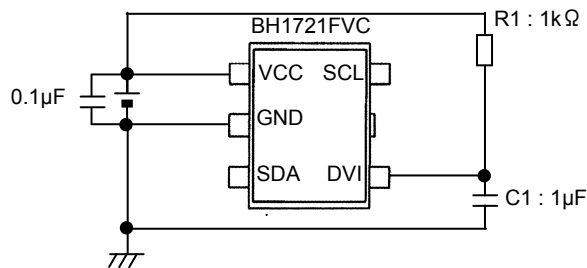 BH1721FVC
R1 : 1kΩ
VCC SCL
0.1µF
GND
SDA DVI
C1 : 1µF